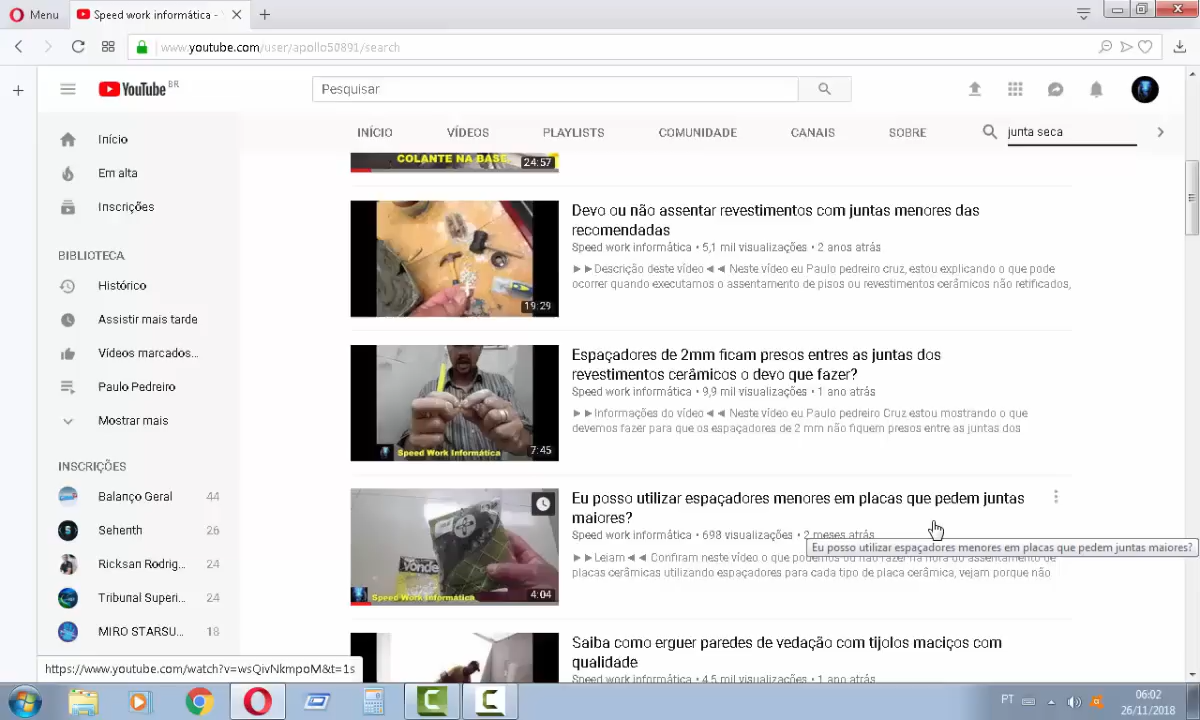 Menu
Speed work informática -
www.youtube.com/user/apollo50891/search
YouTube BR
Pesquisar
INÍCIO VÍDEOS PLAYLISTS COMUNIDADE CANAIS SOBRE junta seca
Início
Em alta
Inscrições
BIBLIOTECA
Histórico
Assistir mais tarde
Vídeos marcados...
Paulo Pedreiro
Mostrar mais
INSCRIÇÕES
Balanço Geral 44
Sehenth 26
Ricksan Rodrig... 24
Tribunal Superi... 24
MIRO STARSU... 18
COLANTE NA BASE
24:57
Devo ou não assentar revestimentos com juntas menores das
recomendadas
Speed work informática • 5,1 mil visualizações • 2 anos atrás
►►Descrição deste vídeo◄◄ Neste vídeo eu Paulo pedreiro cruz, estou explicando o que pode
ocorrer quando executamos o assentamento de pisos ou revestimentos cerâmicos não retificados,
19:29
Espaçadores de 2mm ficam presos entres as juntas dos
revestimentos cerâmicos o devo que fazer?
Speed work informática • 9,9 mil visualizações • 1 ano atrás
►►Informações do vídeo◄◄ Neste vídeo eu Paulo pedreiro Cruz estou mostrando o que
devemos fazer para que os espaçadores de 2 mm não fiquem presos entre as juntas dos
Speed Work Informática
7:45
Eu posso utilizar espaçadores menores em placas que pedem juntas
maiores?
Speed work informática • 698 visualizações • 2 meses atrás
Eu posso utilizar espaçadores menores em placas que pedem juntas maiores?
►►Leiam◄◄ Confiram neste vídeo o que podemos ou não fazer na hora do assentamento de
placas cerâmicas utilizando espaçadores para cada tipo de placa cerâmica, vejam porque não
vonder
Speed Work Informática
4:04
Saiba como erguer paredes de vedação com tijolos maciços com
qualidade
Speed work informática • 4,5 mil visualizações • 1 ano atrás
https://www.youtube.com/watch?v=wsQivNkmpoM&t=1s
PT
06:02
26/11/2018